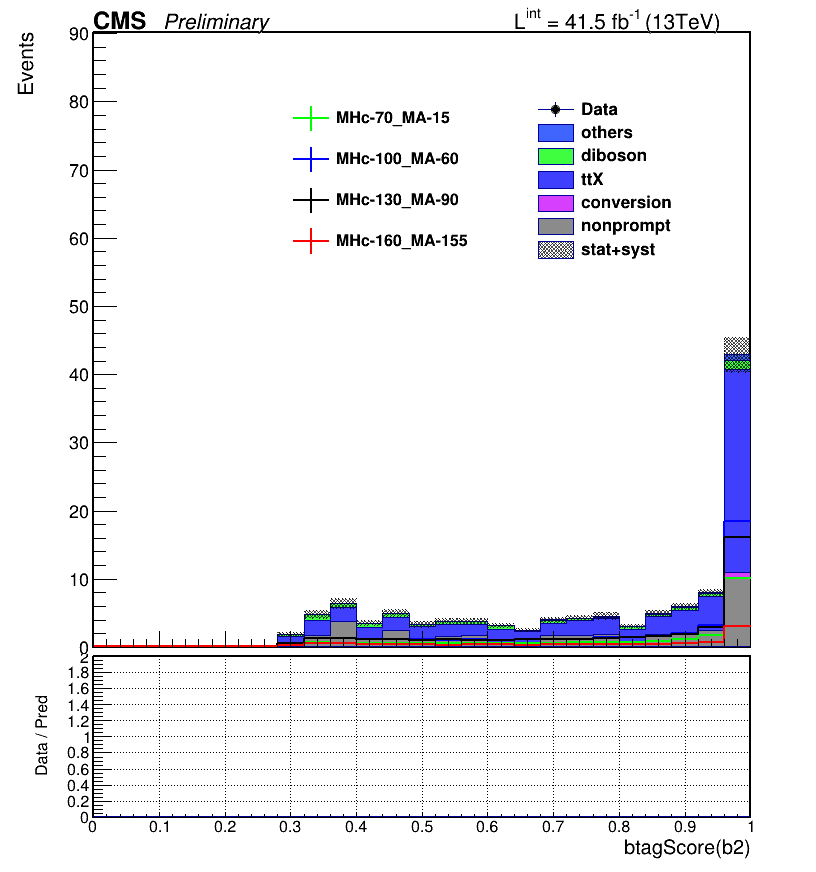 CMS Preliminary L^int = 41.5 fb^-1 (13TeV)
Events
90
80
70
60
50
40
30
20
10
0
MHc-70_MA-15
MHc-100_MA-60
MHc-130_MA-90
MHc-160_MA-155
Data
others
diboson
ttX
conversion
nonprompt
stat+syst
Data / Pred
2
1.8
1.6
1.4
1.2
1
0.8
0.6
0.4
0.2
0
0 0.1 0.2 0.3 0.4 0.5 0.6 0.7 0.8 0.9 1
btagScore(b2)